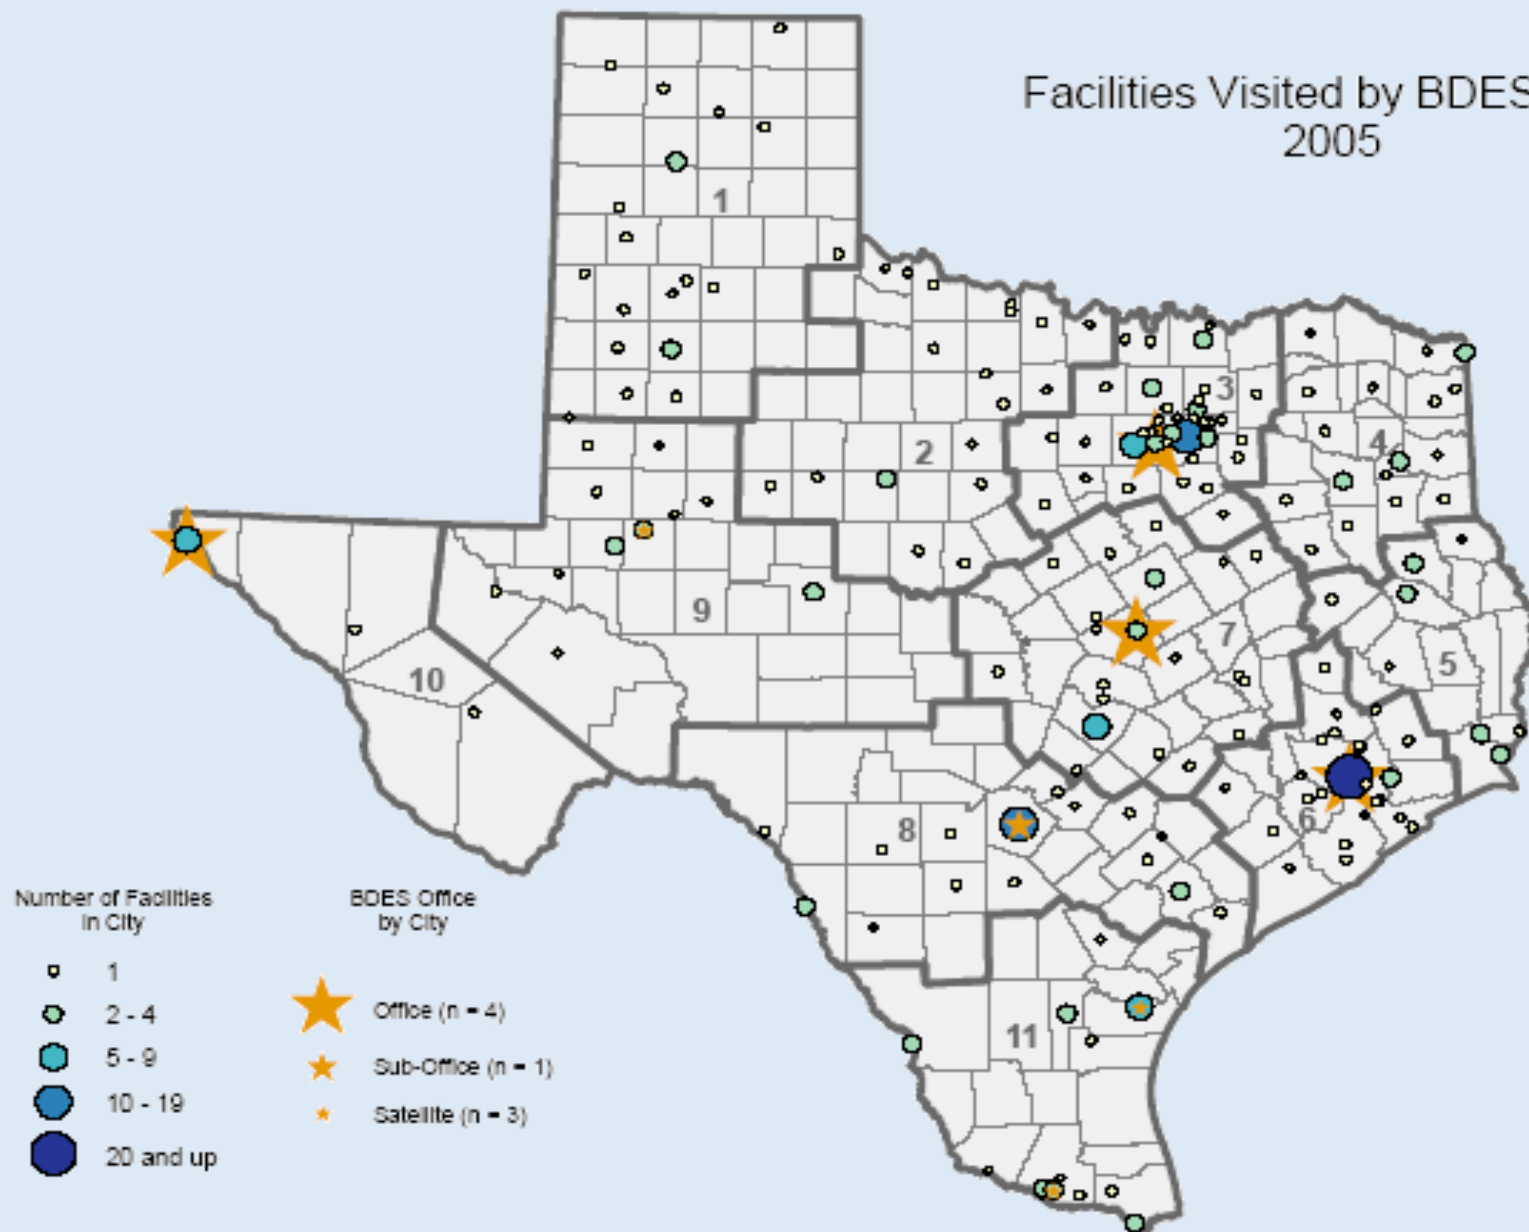 Facilities Visited by BDES
2005
1
2
3
4
5
6
7
8
9
10
11
Number of Facilities
in City
1
2 - 4
5 - 9
10 - 19
20 and up
BDES Office
by City
Office (n = 4)
Sub-Office (n = 1)
Satellite (n = 3)